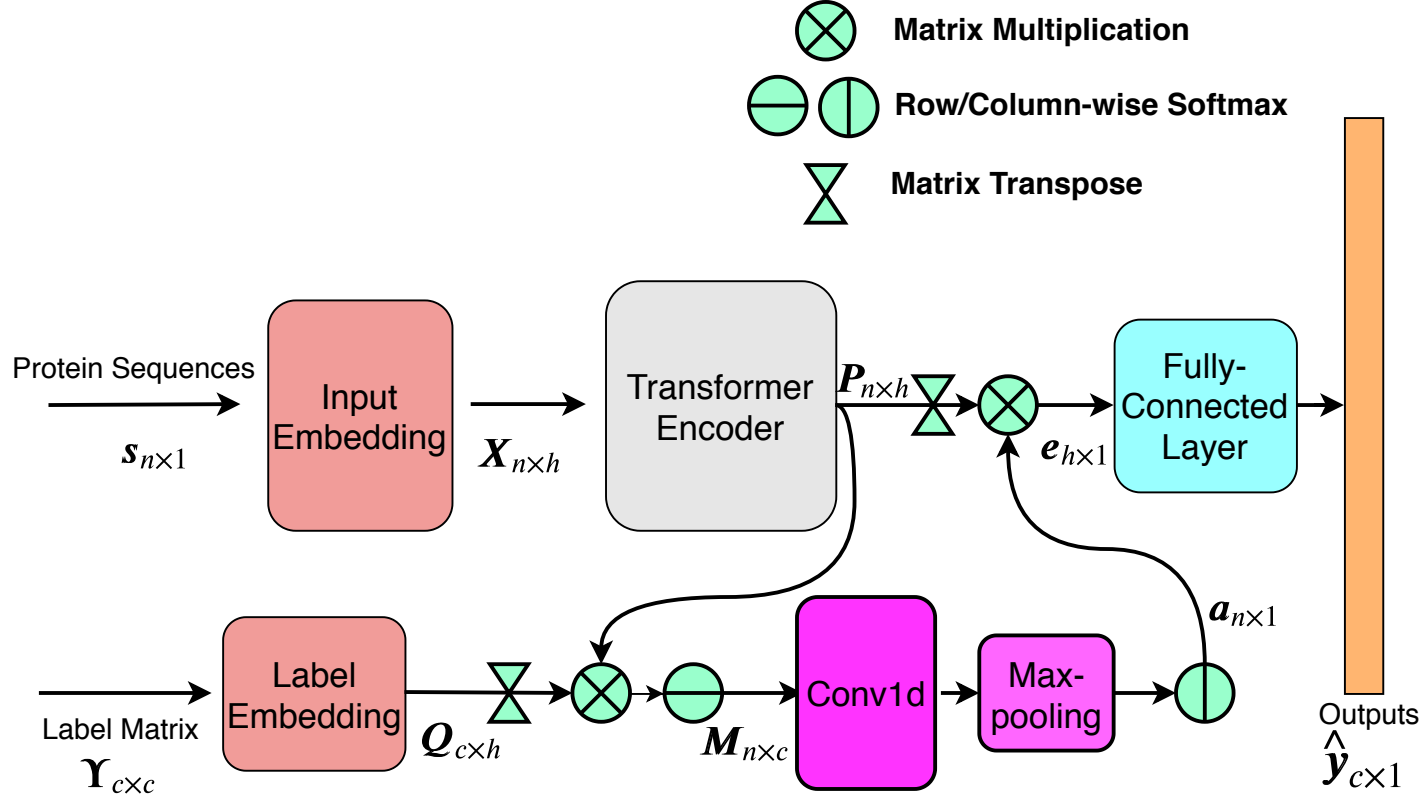 Matrix Multiplication
Row/Column-wise Softmax
Matrix Transpose
Protein Sequences
s_{n×1}
Input
Embedding
X_{n×h}
Transformer
Encoder
P_{n×h}
e_{h×1}
Fully-
Connected
Layer
Label Matrix
ϒ_{c×c}
Label
Embedding
Q_{c×h}
M_{n×c}
Conv1d
Max-
pooling
a_{n×1}
Outputs
ŷ_{c×1}